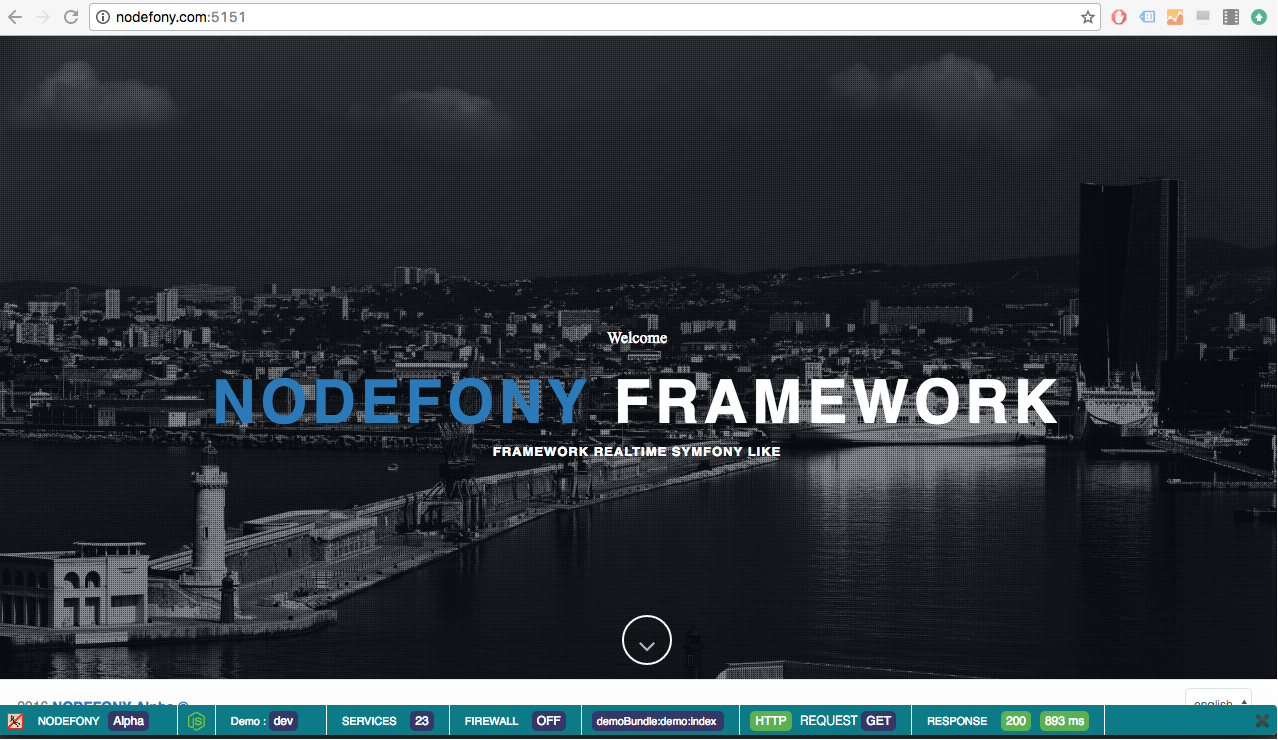 nodefony.com:5151
Welcome
NODEFONY FRAMEWORK
FRAMEWORK REALTIME SYMFONY LIKE
2016 NODEFONY Alpha ©
english
NODEFONY Alpha Demo : dev SERVICES 23 FIREWALL OFF demoBundle:demo:index HTTP REQUEST GET RESPONSE 200 893 ms